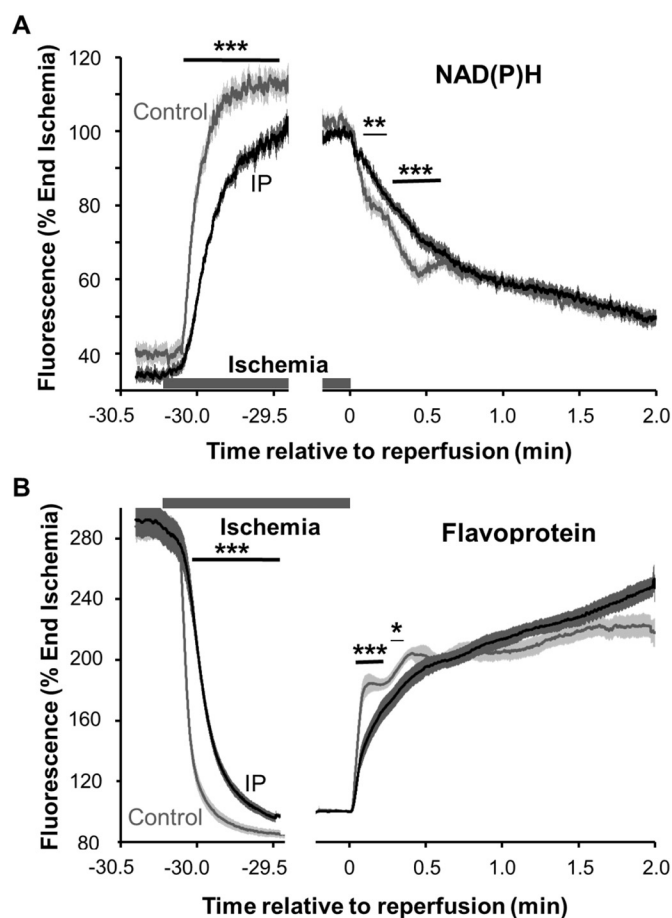 A
***
120
NAD(P)H
Control
100
**
***
IP
80
60
40
Ischemia
Fluorescence (% End Ischemia)
-30.5 -30.0 -29.5 0 0.5 1.0 1.5 2.0
Time relative to reperfusion (min)
B
280
Ischemia
Flavoprotein
***
240
*
***
200
160
120
IP
Control
80
Fluorescence (% End Ischemia)
-30.5 -30.0 -29.5 0 0.5 1.0 1.5 2.0
Time relative to reperfusion (min)